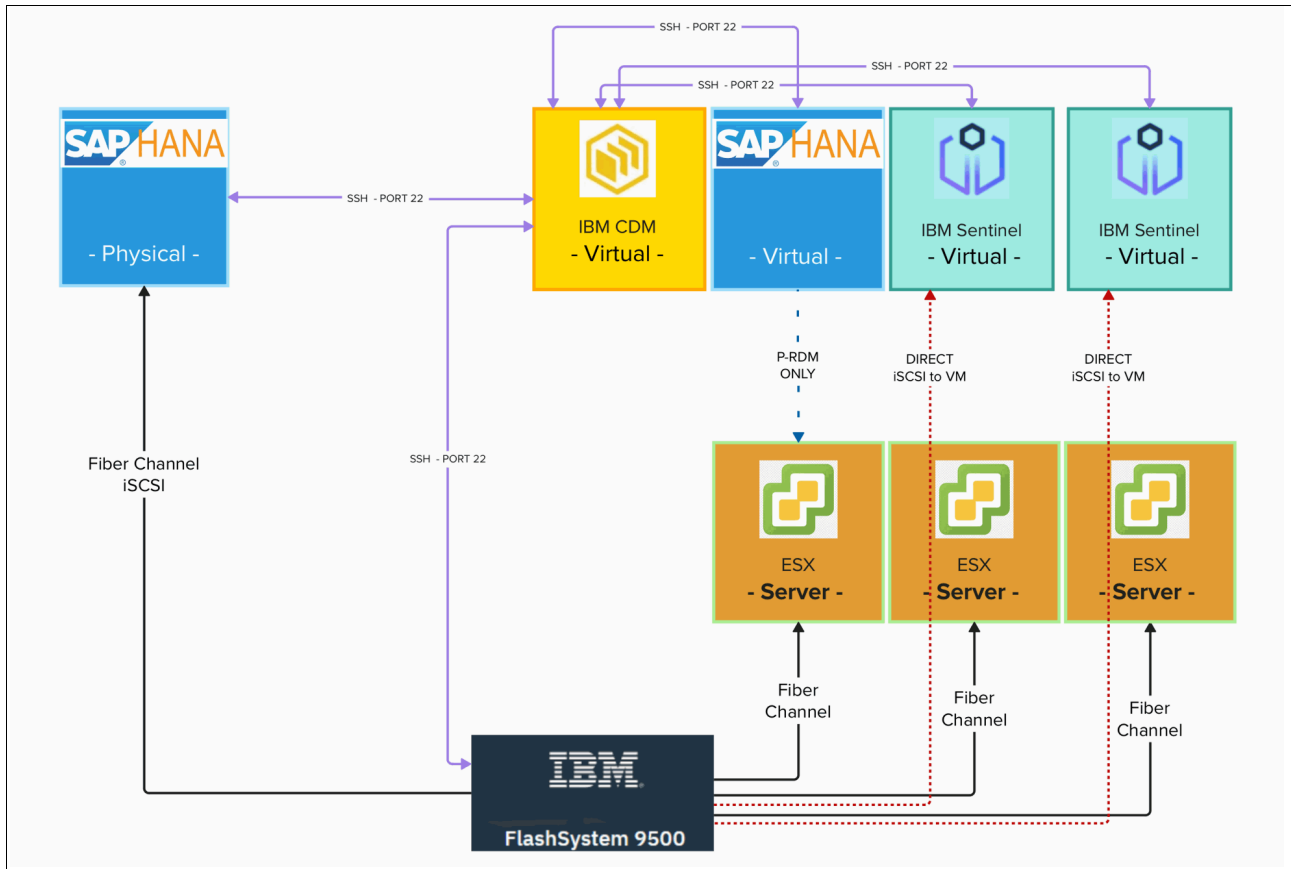 SSH - PORT 22
SSH - PORT 22
SSH - PORT 22
SAP HANA
®
- Physical -
SSH - PORT 22
IBM CDM
- Virtual -
SAP HANA
®
- Virtual -
IBM Sentinel
- Virtual -
IBM Sentinel
- Virtual -
P-RDM
ONLY
DIRECT
iSCSI to VM
DIRECT
iSCSI to VM
Fiber Channel
iSCSI
SSH - PORT 22
ESX
- Server -
ESX
- Server -
ESX
- Server -
Fiber
Channel
Fiber
Channel
Fiber
Channel
IBM.
FlashSystem 9500